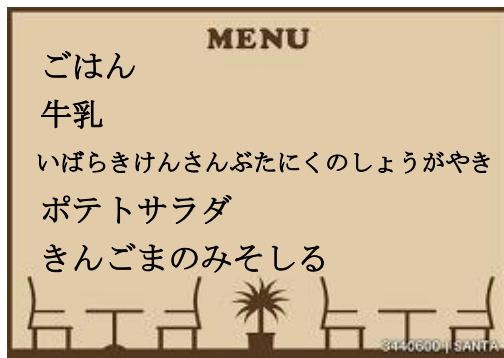 MENU
ごはん
牛乳
いばらきけんさんぶたにくのしょうがやき
ポテトサラダ
きんごまのみそしる
3440600 | SANTA